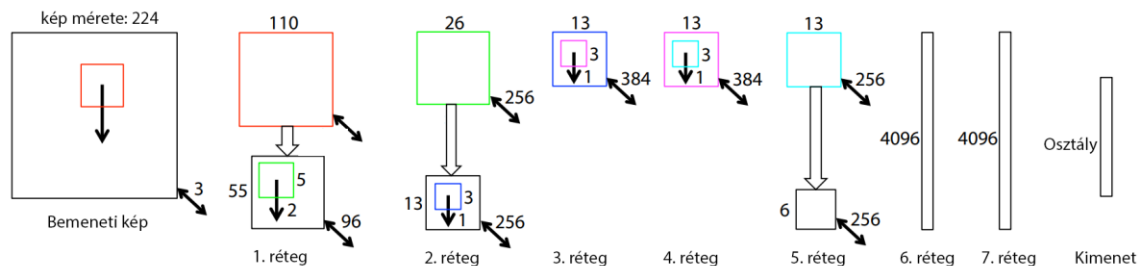 kép mérete: 224
3
Bemeneti kép
110
55
5
2
96
1. réteg
26
256
13
3
1
256
2. réteg
13
3
1
384
3. réteg
13
3
1
384
4. réteg
13
256
6
256
5. réteg
4096
6. réteg
4096
7. réteg
Osztály
Kimenet